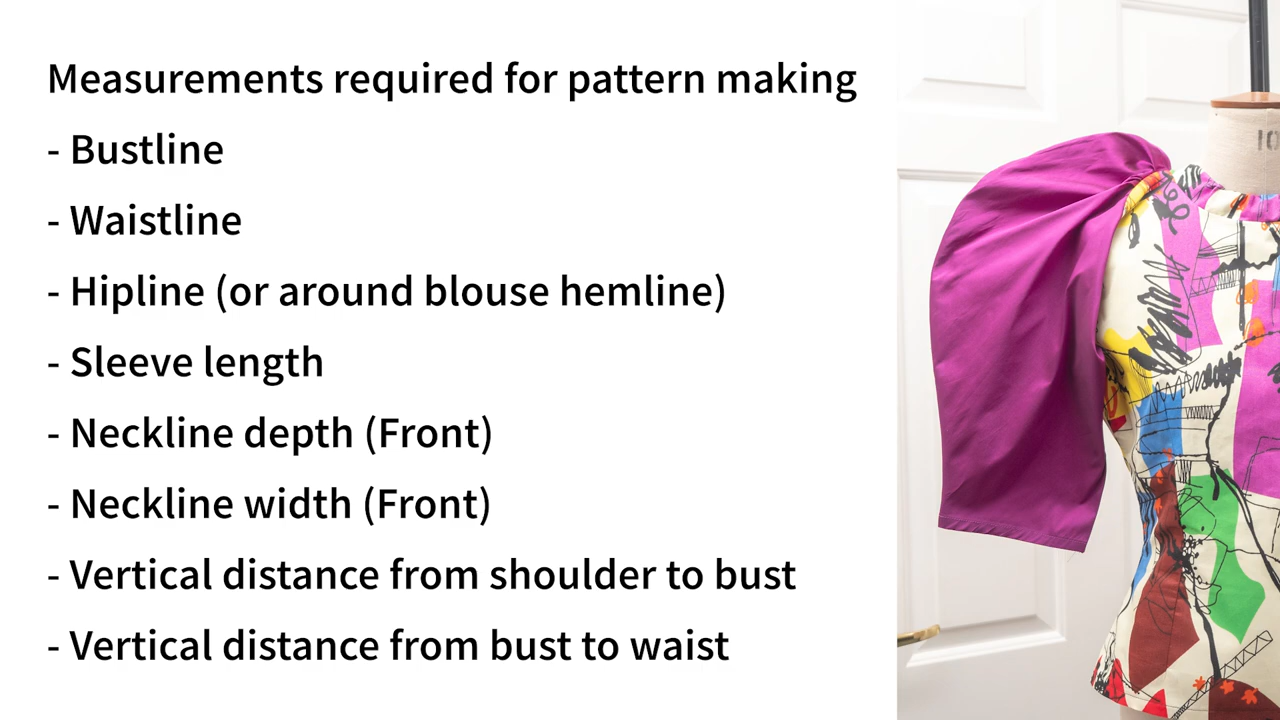 Measurements required for pattern making
- Bustline
- Waistline
- Hipline (or around blouse hemline)
- Sleeve length
- Neckline depth (Front)
- Neckline width (Front)
- Vertical distance from shoulder to bust
- Vertical distance from bust to waist
10